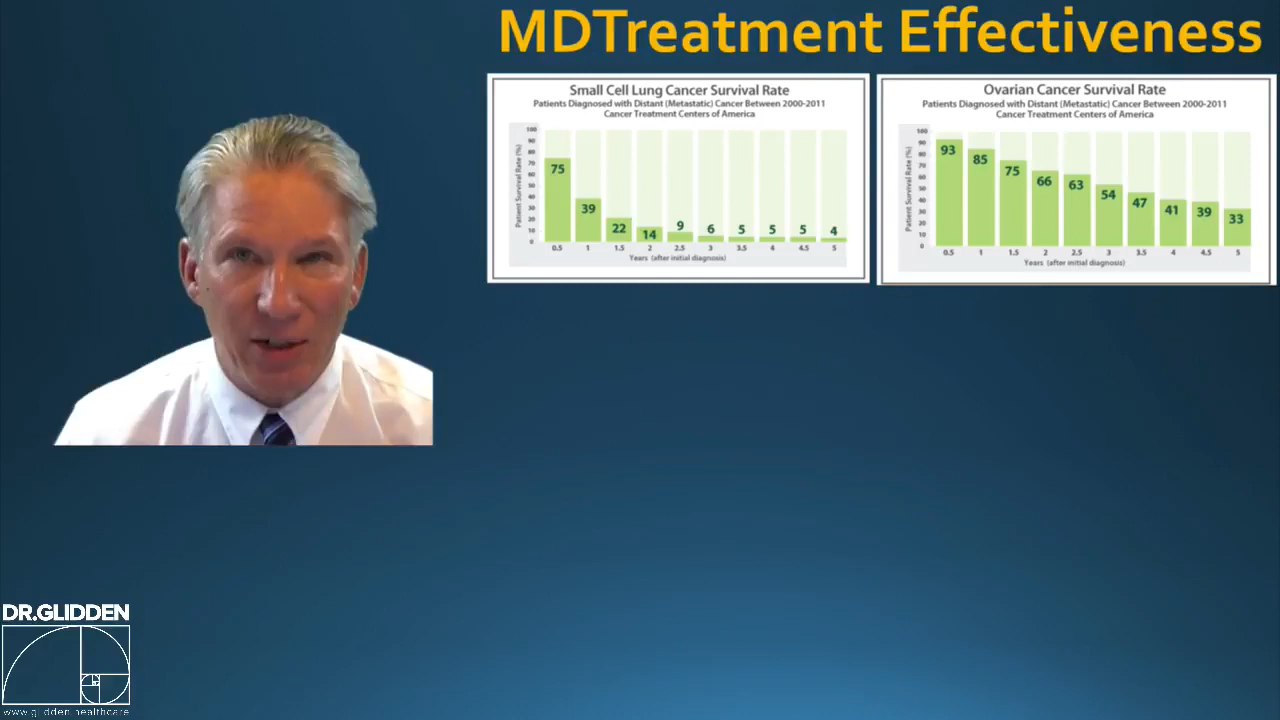 MDTreatment Effectiveness
Small Cell Lung Cancer Survival Rate
Patients Diagnosed with Distant (Metastatic) Cancer Between 2000-2011
Cancer Treatment Centers of America
Patient Survival Rate (%)
100
90
80
70
60
50
40
30
20
10
0
75
39
22
14
9
6
5
5
5
4
0.5 1 1.5 2 2.5 3 3.5 4 4.5 5
Years (after initial diagnosis)
Ovarian Cancer Survival Rate
Patients Diagnosed with Distant (Metastatic) Cancer Between 2000-2011
Cancer Treatment Centers of America
Patient Survival Rate (%)
100
90
80
70
60
50
40
30
20
10
0
93
85
75
66
63
54
47
41
39
33
0.5 1 1.5 2 2.5 3 3.5 4 4.5 5
Years (after initial diagnosis)
DR.GLIDDEN
www.glidden.healthcare